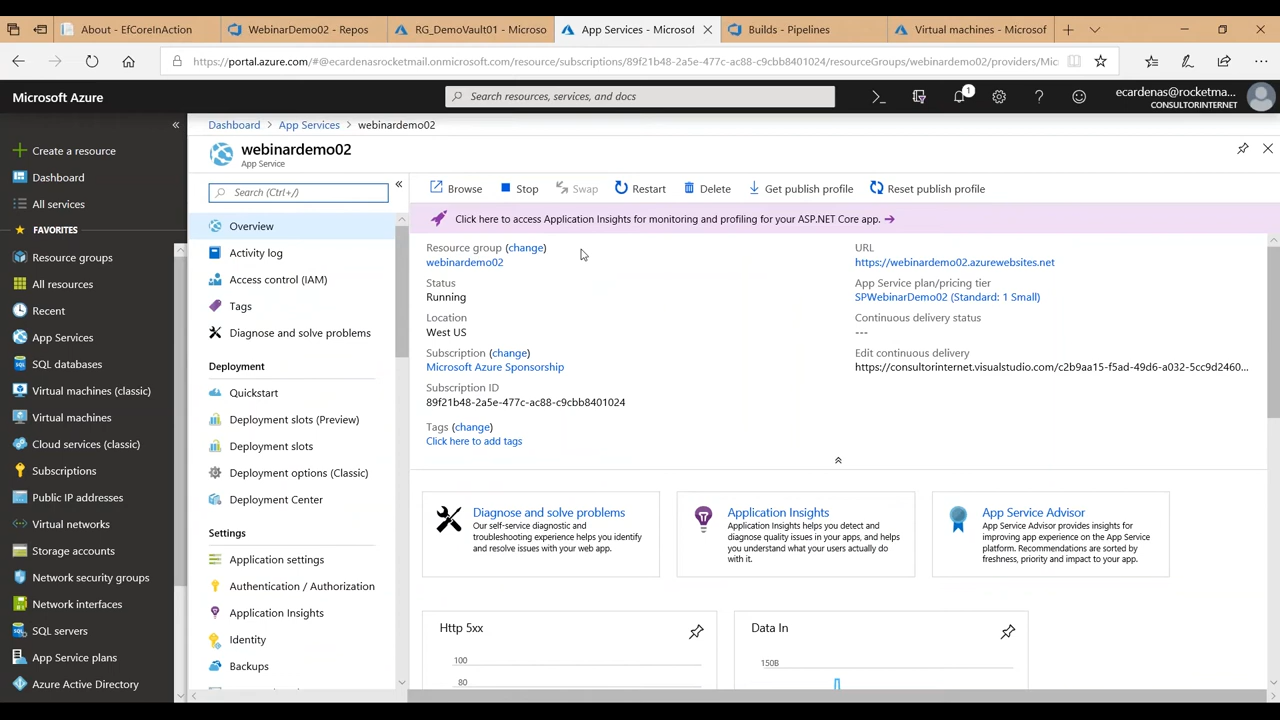 About - EfCoreInAction
WebinarDemo02 - Repos
RG_DemoVault01 - Microso
App Services - Microsof
Builds - Pipelines
Virtual machines - Microsof
https://portal.azure.com/#@ecardenasrocketmail.onmicrosoft.com/resource/subscriptions/89f21b48-2a5e-477c-ac88-c9cbb8401024/resourceGroups/webinardemo02/providers/Mic
Microsoft Azure
Search resources, services, and docs
1
ecardenas@rocketma...
CONSULTORINTERNET
Create a resource
Dashboard
All services
FAVORITES
Resource groups
All resources
Recent
App Services
SQL databases
Virtual machines (classic)
Virtual machines
Cloud services (classic)
Subscriptions
Public IP addresses
Virtual networks
Storage accounts
Network security groups
Network interfaces
SQL servers
App Service plans
Azure Active Directory
Dashboard > App Services > webinardemo02
webinardemo02
App Service
Search (Ctrl+/)
Overview
Activity log
Access control (IAM)
Tags
Diagnose and solve problems
Deployment
Quickstart
Deployment slots (Preview)
Deployment slots
Deployment options (Classic)
Deployment Center
Settings
Application settings
Authentication / Authorization
Application Insights
Identity
Backups
Browse
Stop
Swap
Restart
Delete
Get publish profile
Reset publish profile
Click here to access Application Insights for monitoring and profiling for your ASP.NET Core app.
Resource group (change)
webinardemo02
Status
Running
Location
West US
Subscription (change)
Microsoft Azure Sponsorship
Subscription ID
89f21b48-2a5e-477c-ac88-c9cbb8401024
Tags (change)
Click here to add tags
URL
https://webinardemo02.azurewebsites.net
App Service plan/pricing tier
SPWebinarDemo02 (Standard: 1 Small)
Continuous delivery status
---
Edit continuous delivery
https://consultorinternet.visualstudio.com/c2b9aa15-f5ad-49d6-a032-5cc9d2460...
Diagnose and solve problems
Our self-service diagnostic and
troubleshooting experience helps you identify
and resolve issues with your web app.
Application Insights
Application Insights helps you detect and
diagnose quality issues in your apps, and helps
you understand what your users actually do
with it.
App Service Advisor
App Service Advisor provides insights for
improving app experience on the App Service
platform. Recommendations are sorted by
freshness, priority and impact to your app.
Http 5xx
100
80
Data In
150B